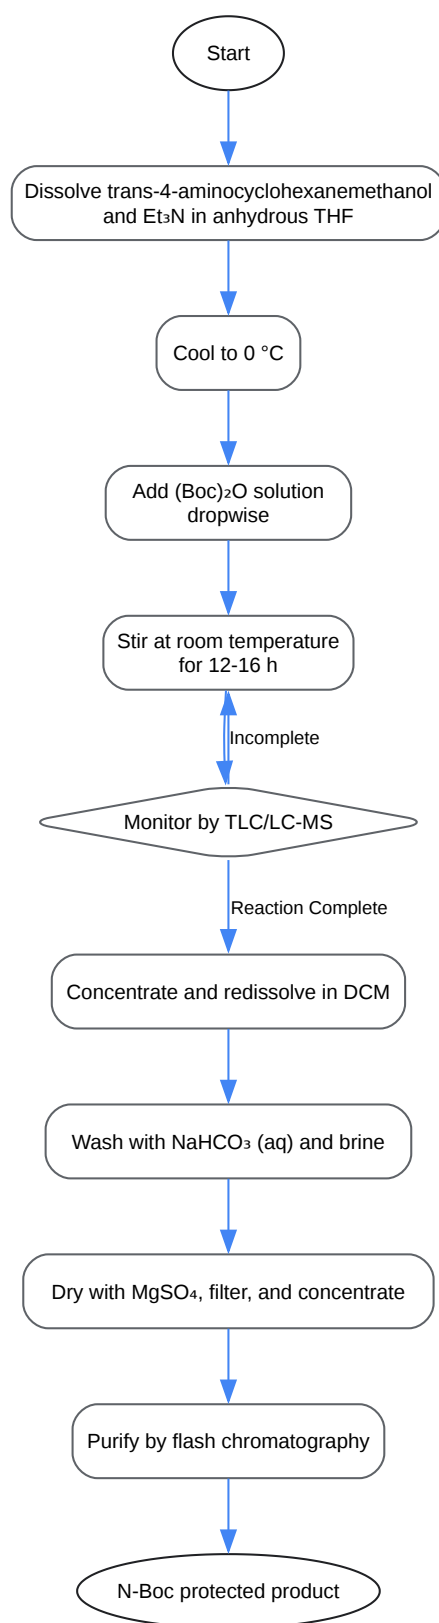 Start
Dissolve trans-4-aminocyclohexanemethanol
and Et₃N in anhydrous THF
Cool to 0 °C
Add (Boc)₂O solution
dropwise
Stir at room temperature
for 12-16 h
Incomplete
Monitor by TLC/LC-MS
Reaction Complete
Concentrate and redissolve in DCM
Wash with NaHCO₃ (aq) and brine
Dry with MgSO₄, filter, and concentrate
Purify by flash chromatography
N-Boc protected product